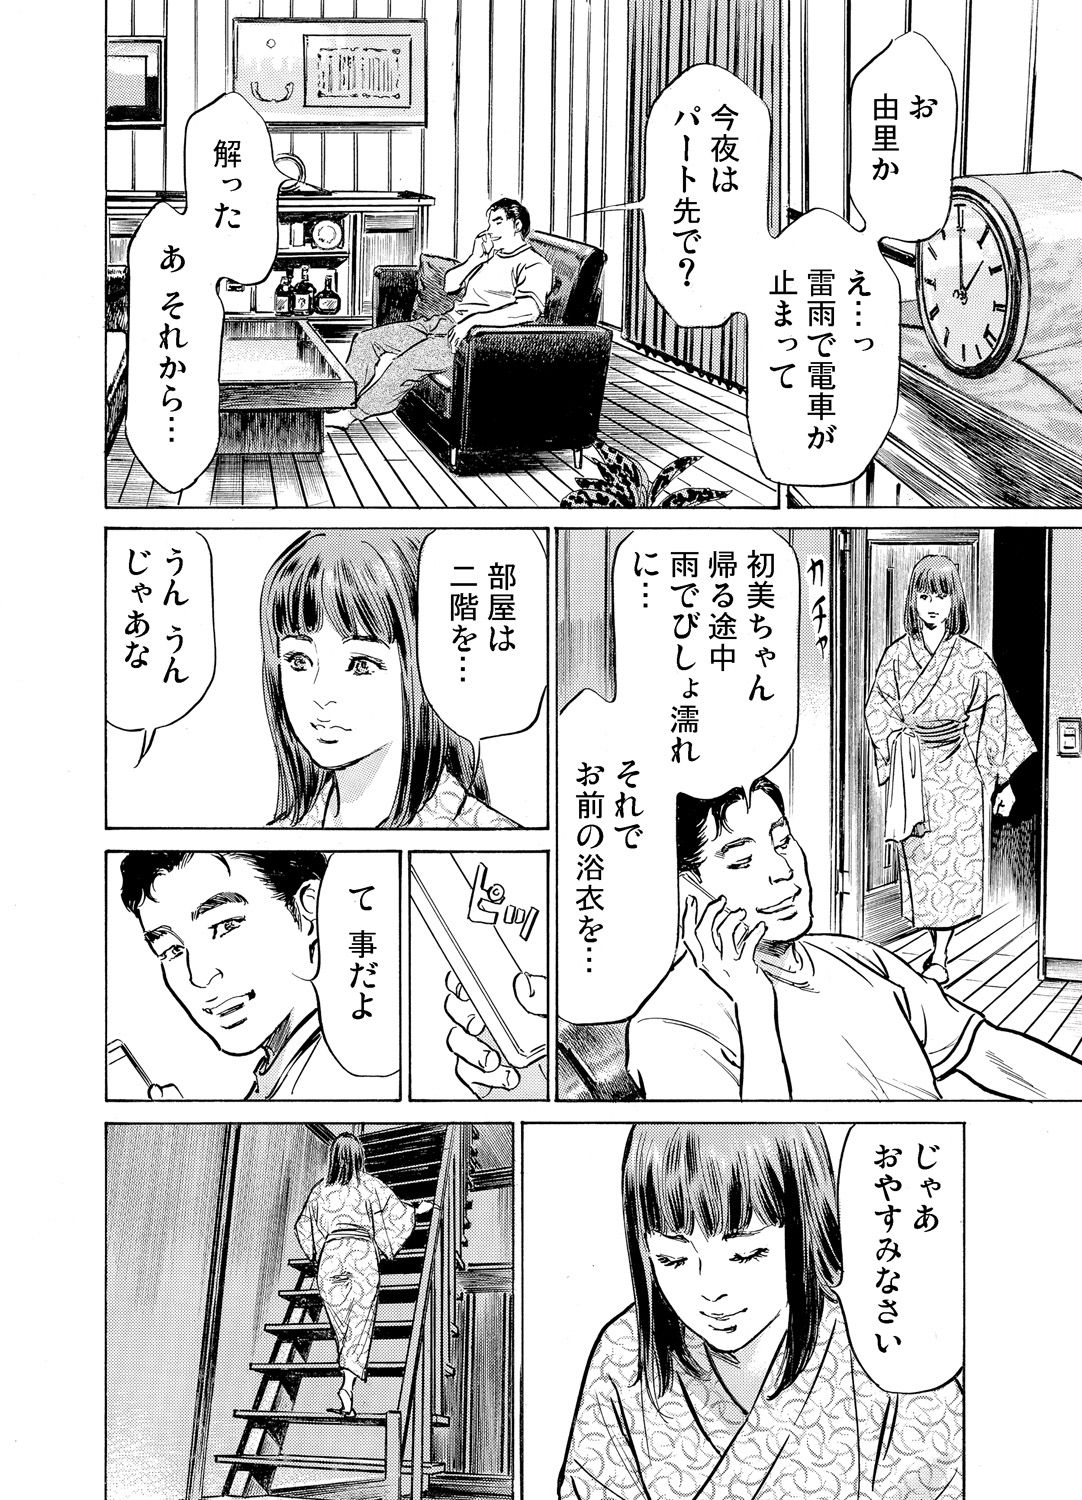 お
由里か
え…っ
雷雨で電車が
止まって
今夜は
パート先で？
解った
あ それから…
ガチャ
初美ちゃん
帰る途中
雨でびしょ濡れ
に…
それで
お前の浴衣を…
部屋は
二階を…
うん うん
じゃあな
ピッ
て 事だよ
じゃあ
おやすみなさい